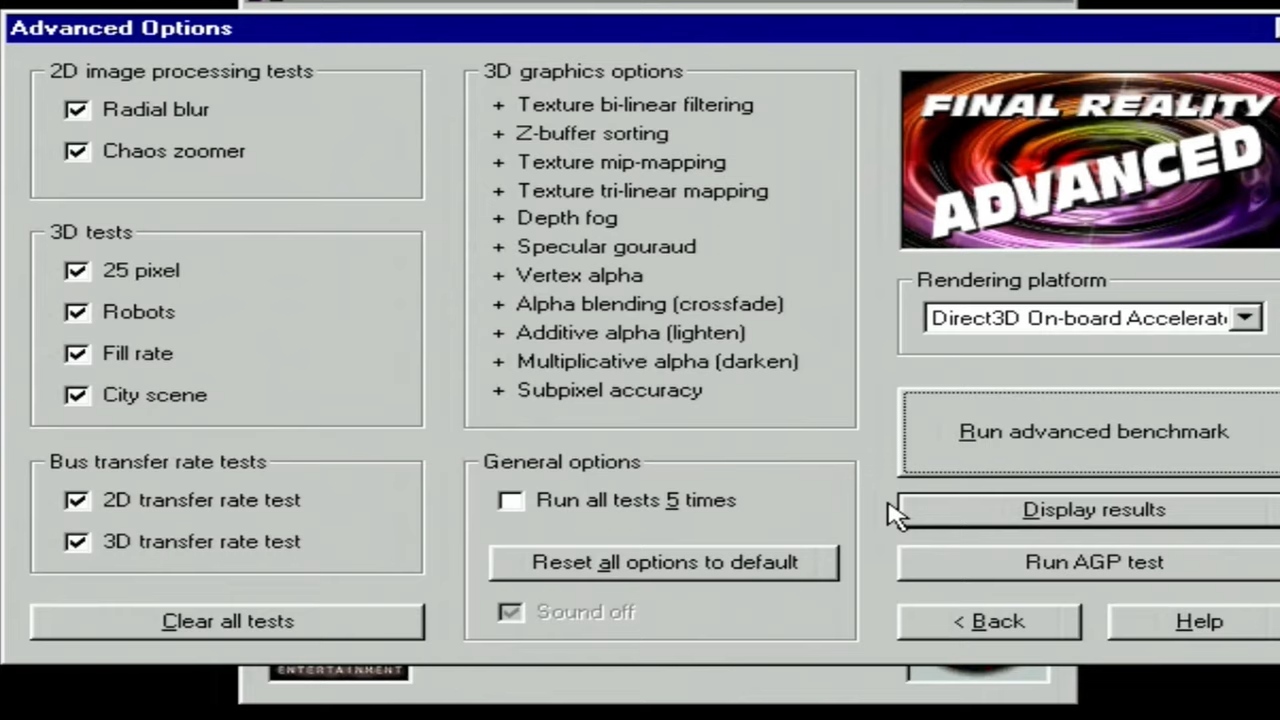 Advanced Options
2D image processing tests
Radial blur
Chaos zoomer
3D tests
25 pixel
Robots
Fill rate
City scene
Bus transfer rate tests
2D transfer rate test
3D transfer rate test
Clear all tests
3D graphics options
+ Texture bi-linear filtering
+ Z-buffer sorting
+ Texture mip-mapping
+ Texture tri-linear mapping
+ Depth fog
+ Specular gouraud
+ Vertex alpha
+ Alpha blending (crossfade)
+ Additive alpha (lighten)
+ Multiplicative alpha (darken)
+ Subpixel accuracy
General options
Run all tests 5 times
Reset all options to default
Sound off
FINAL REALITY
ADVANCED
Rendering platform
Direct3D On-board Accelerat
Run advanced benchmark
Display results
Run AGP test
< Back
Help
ENTERTAINMENT